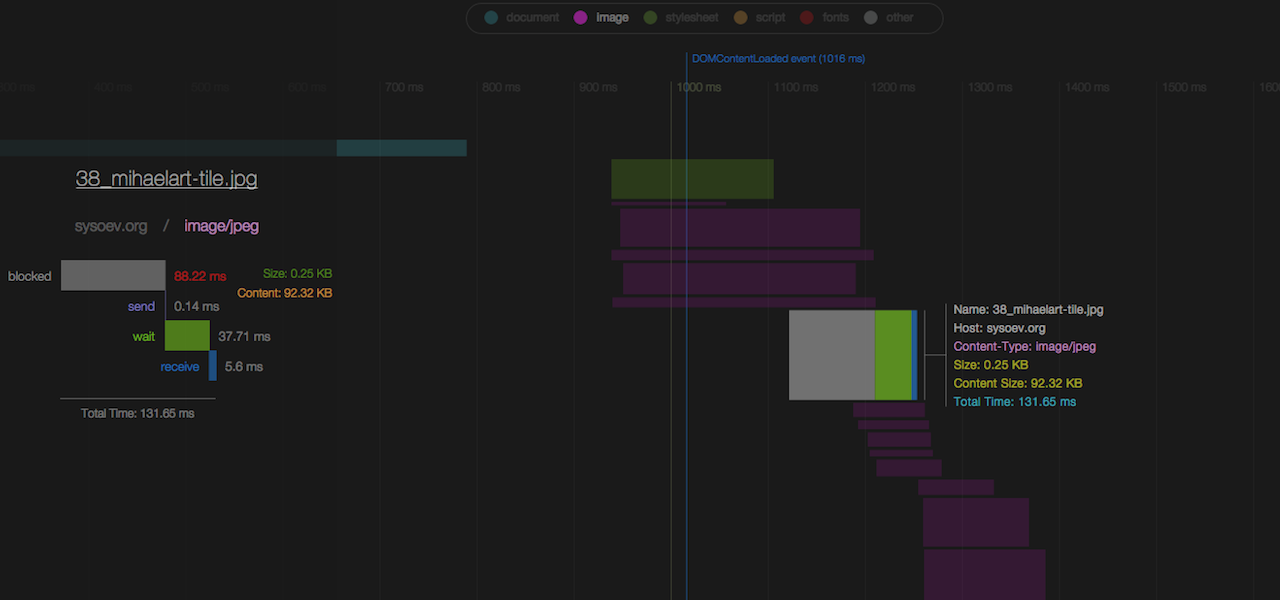 document image stylesheet script fonts other
DOMContentLoaded event (1016 ms)
300 ms 400 ms 500 ms 600 ms 700 ms 800 ms 900 ms 1000 ms 1100 ms 1200 ms 1300 ms 1400 ms 1500 ms
38_mihaelart-tile.jpg
sysoev.org / image/jpeg
blocked 88.22 ms Size: 0.25 KB
Content: 92.32 KB
send 0.14 ms
wait 37.71 ms
receive 5.6 ms
Total Time: 131.65 ms
Name: 38_mihaelart-tile.jpg
Host: sysoev.org
Content-Type: image/jpeg
Size: 0.25 KB
Content Size: 92.32 KB
Total Time: 131.65 ms